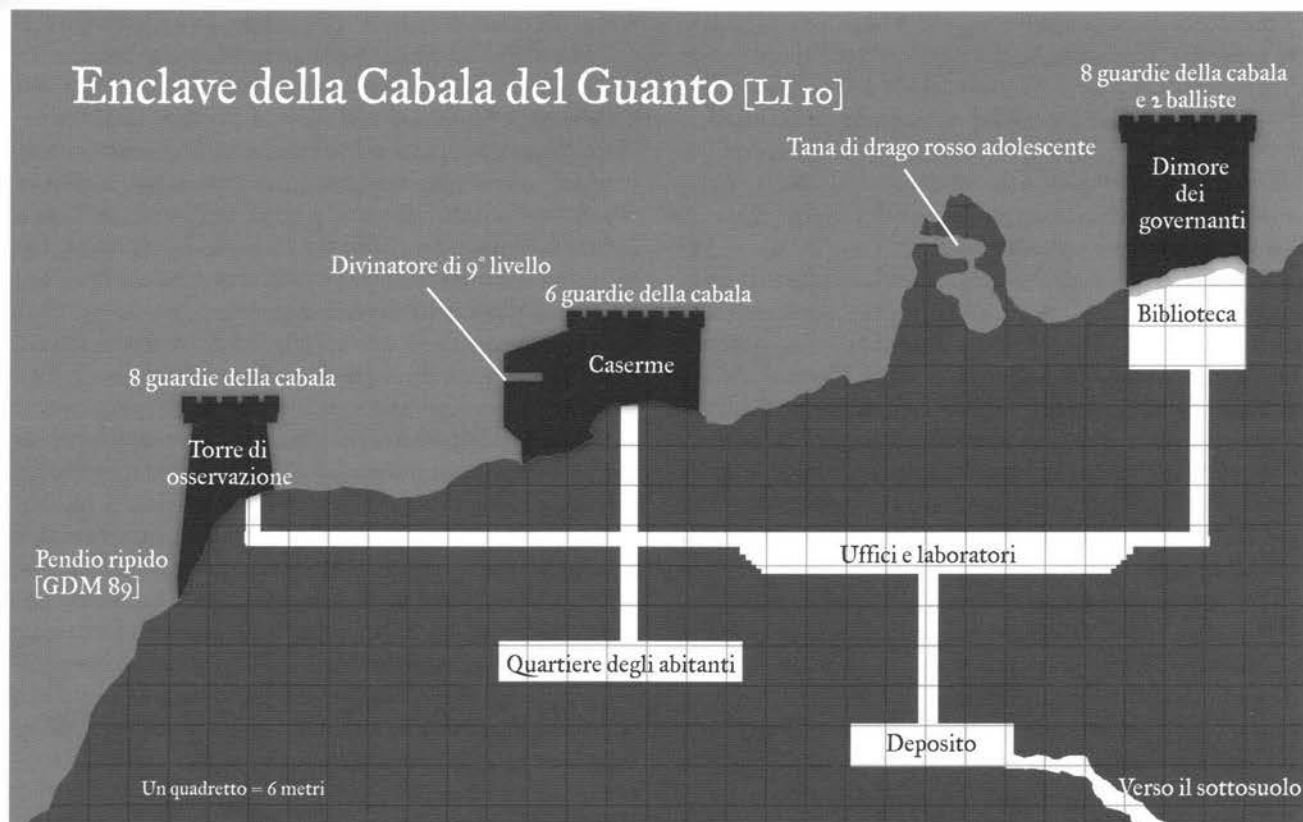 Enclave della Cabala del Guanto [LI 10]
8 guardie della cabala
e 2 balliste
Tana di drago rosso adolescente
Dimore
dei
governanti
Divinatore di 9° livello
6 guardie della cabala
Biblioteca
Caserme
8 guardie della cabala
Torre di
osservazione
Pendio ripido
[GDM 89]
Uffici e laboratori
Quartiere degli abitanti
Deposito
Un quadretto = 6 metri
Verso il sottosuolo